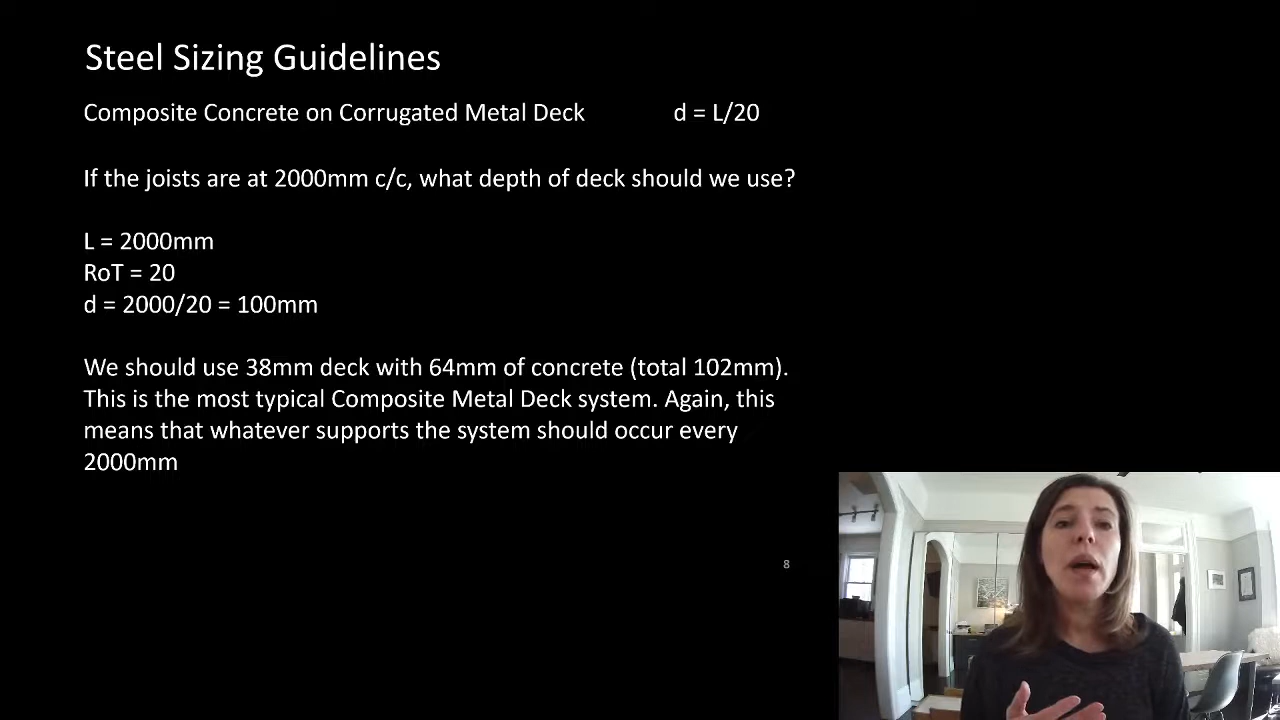 Steel Sizing Guidelines
Composite Concrete on Corrugated Metal Deck d = L/20
If the joists are at 2000mm c/c, what depth of deck should we use?
L = 2000mm
RoT = 20
d = 2000/20 = 100mm
We should use 38mm deck with 64mm of concrete (total 102mm).
This is the most typical Composite Metal Deck system. Again, this
means that whatever supports the system should occur every
2000mm
8